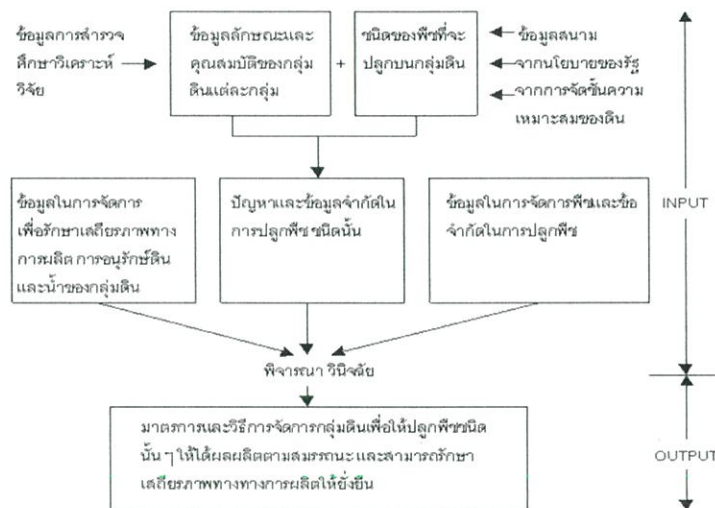 ข้อมูลการสำรวจ
ศึกษาวิเคราะห์
วิจัย
ข้อมูลลักษณะและ
คุณสมบัติของกลุ่ม
ดินแต่ละกลุ่ม
+
ชนิดของพืชที่จะ
ปลูกบนกลุ่มดิน
ข้อมูลสนาม
จากนโยบายของรัฐ
จากการจัดชั้นความ
เหมาะสมของดิน
ข้อมูลในการจัดการ
เพื่อรักษาเสถียรภาพทาง
การผลิต การอนุรักษ์ดิน
และน้ำของกลุ่มดิน
ปัญหาและข้อมูลจำกัดใน
การปลูกพืช ชนิดนั้น
ข้อมูลในการจัดการพืชและข้อ
จำกัดในการปลูกพืช
INPUT
พิจารณา วินิจฉัย
มาตรการและวิธีการจัดการกลุ่มดินเพื่อให้ปลูกพืชชนิด
นั้น ๆ ให้ได้ผลผลิตตามสมรรถนะ และสามารถรักษา
เสถียรภาพทางทางการผลิตให้ยั่งยืน
OUTPUT